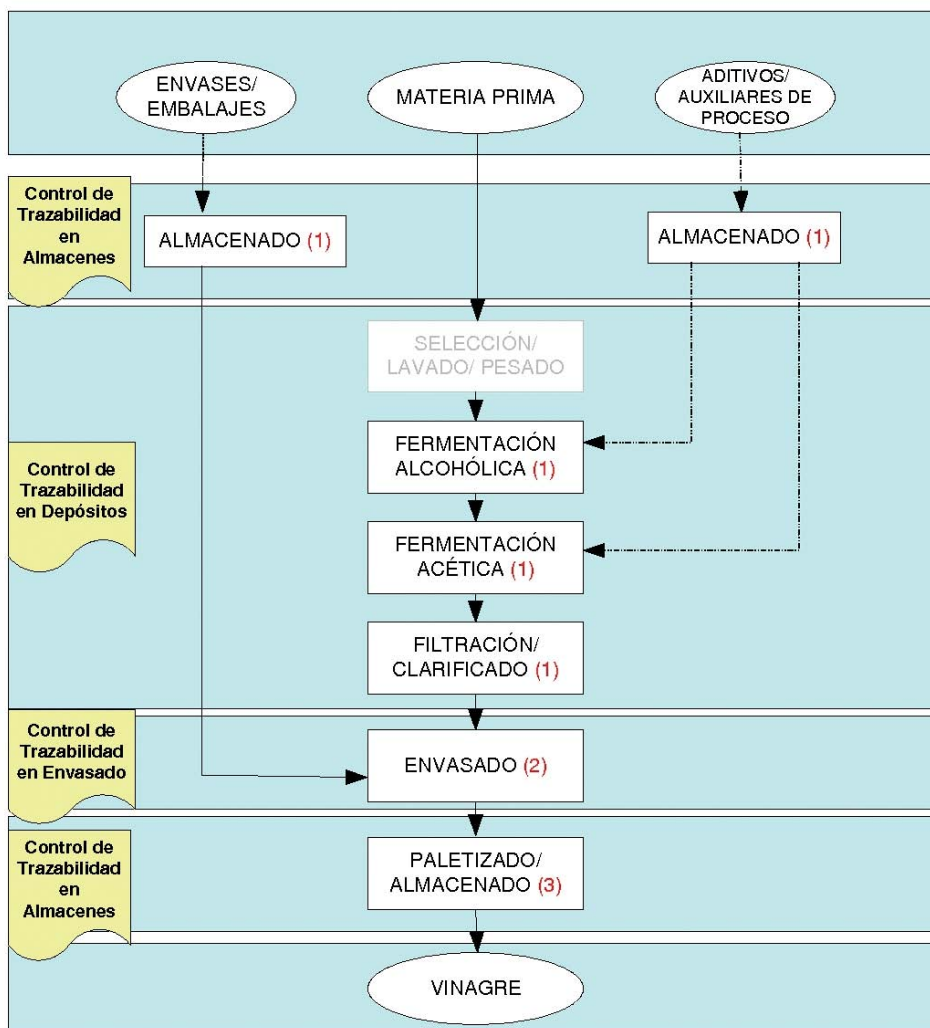 ENVASES/
EMBALAJES
MATERIA PRIMA
ADITIVOS/
AUXILIARES DE
PROCESO
Control de
Trazabilidad
en
Almacenes
ALMACENADO (1)
ALMACENADO (1)
SELECCIÓN/
LAVADO/ PESADO
FERMENTACIÓN
ALCOHÓLICA (1)
Control de
Trazabilidad
en Depósitos
FERMENTACIÓN
ACÉTICA (1)
FILTRACIÓN/
CLARIFICADO (1)
Control de
Trazabilidad
en Envasado
ENVASADO (2)
Control de
Trazabilidad
en
Almacenes
PALETIZADO/
ALMACENADO (3)
VINAGRE